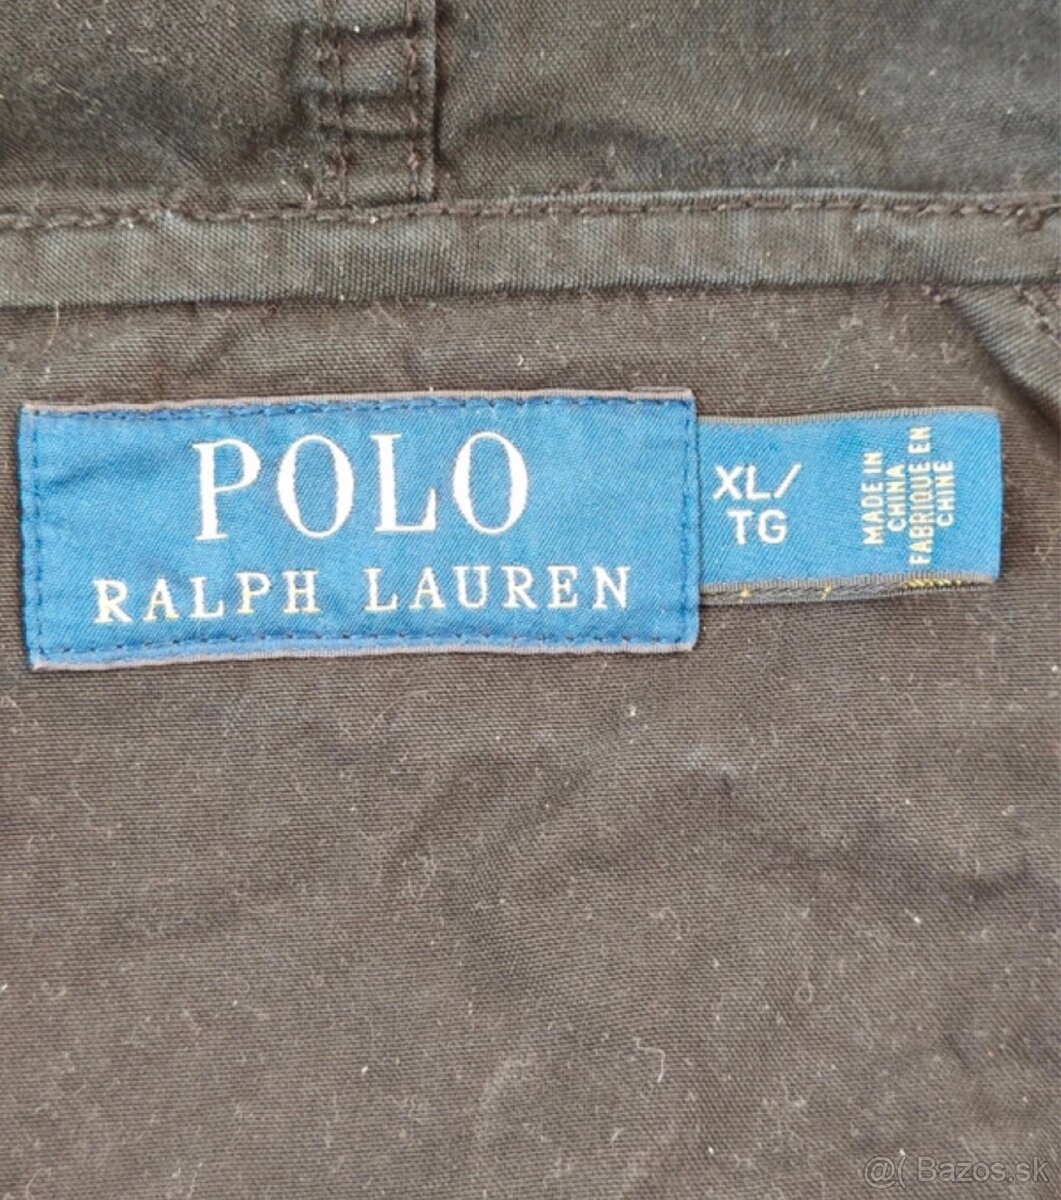 POLO
RALPH LAUREN
XL/
TG
MADE IN
CHINA
FABRIQUE EN
CHINE
@( Bazos.sk